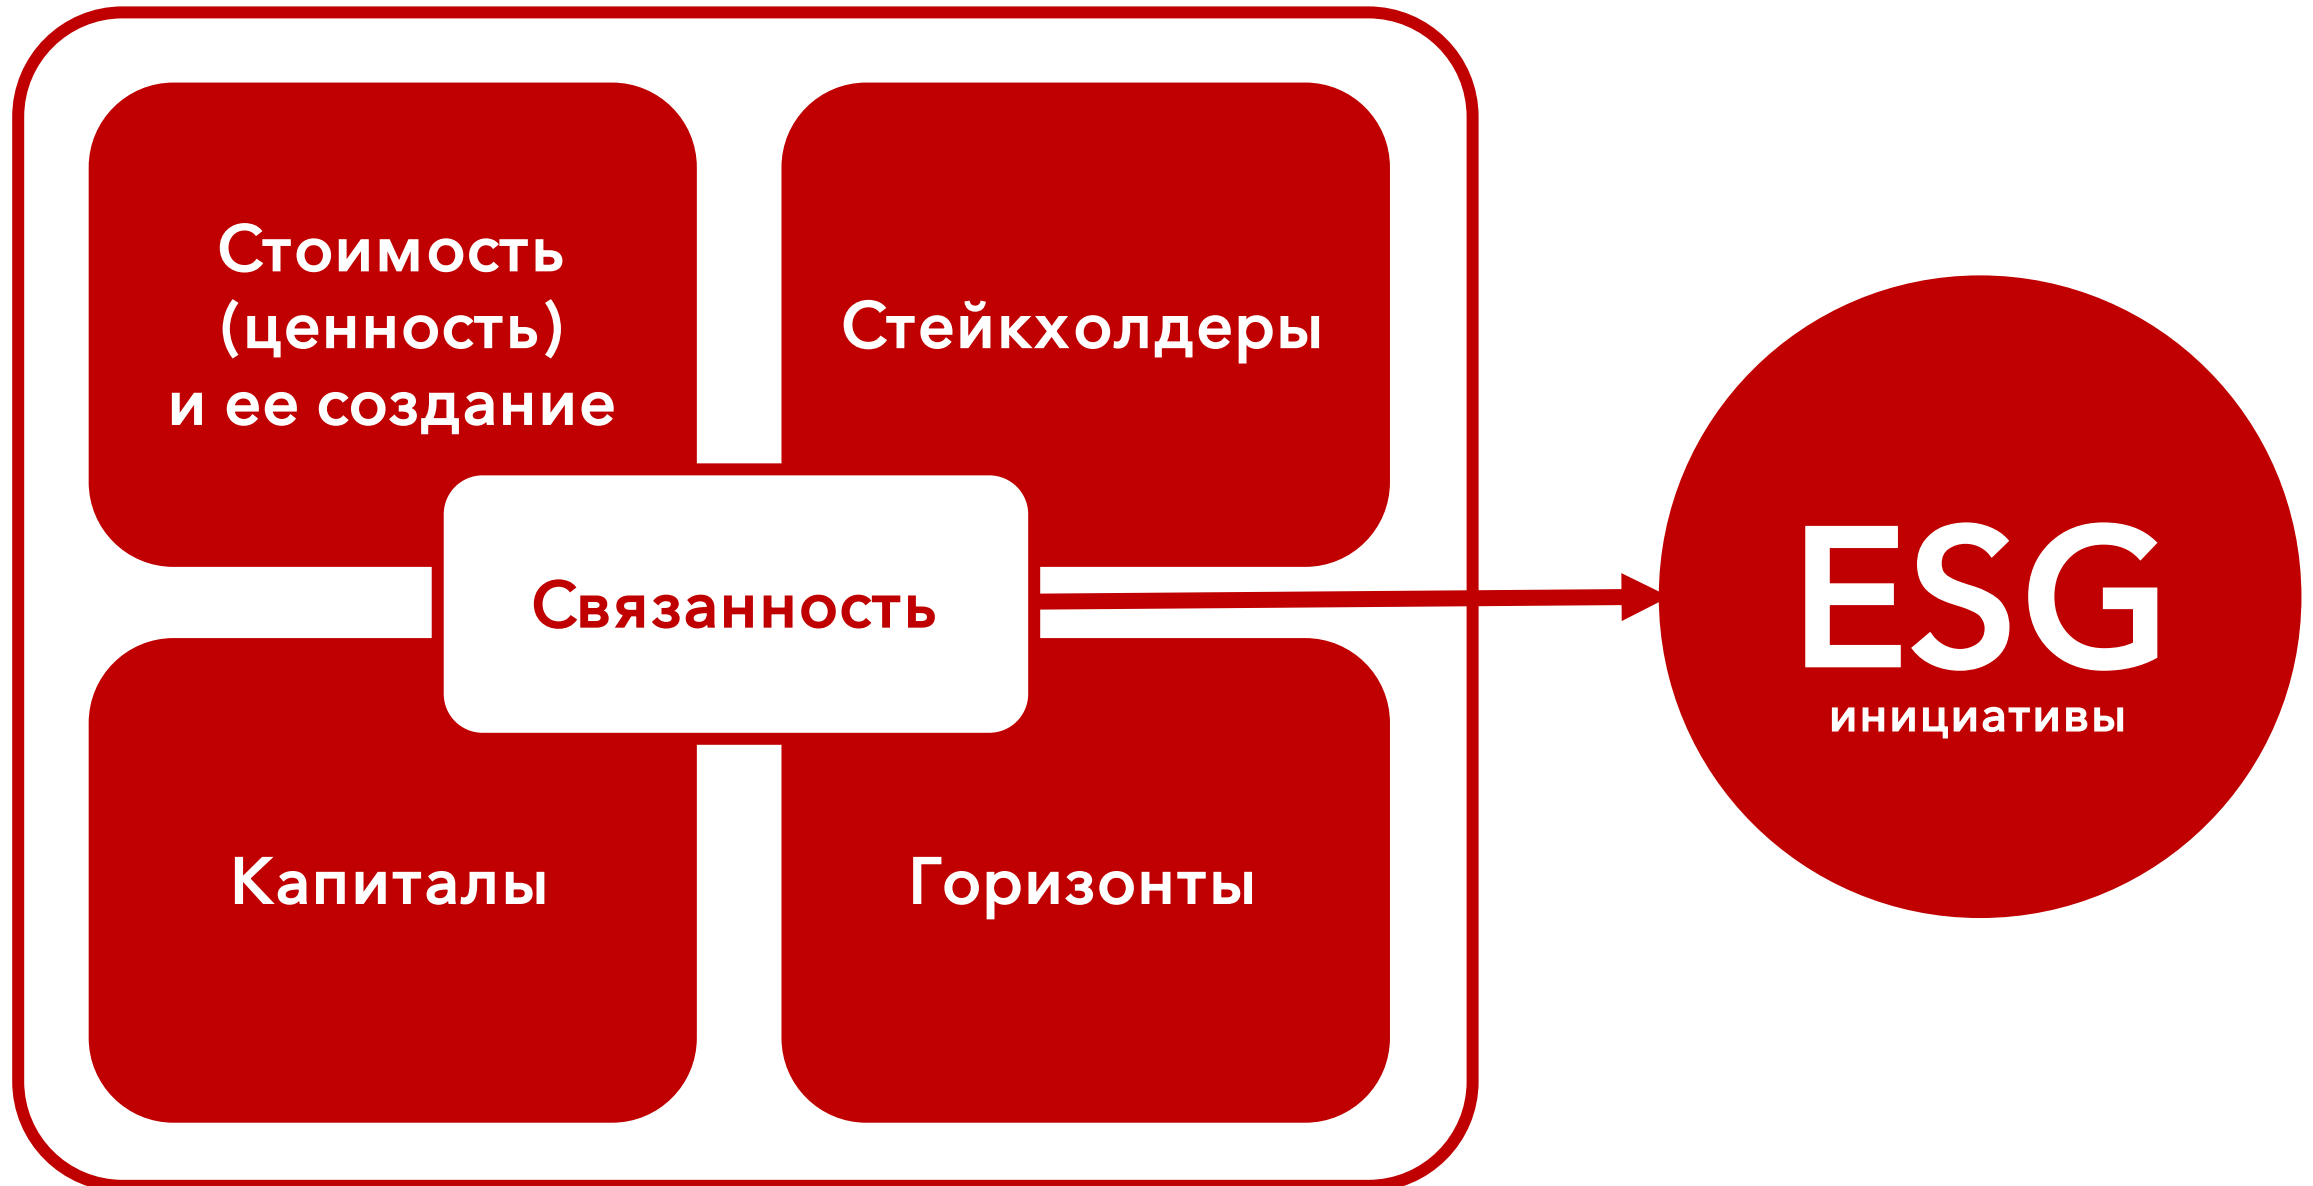 Стоимость
(ценность)
и ее создание
Стейкхолдеры
Связанность
Капиталы
Горизонты
ESG
инициативы